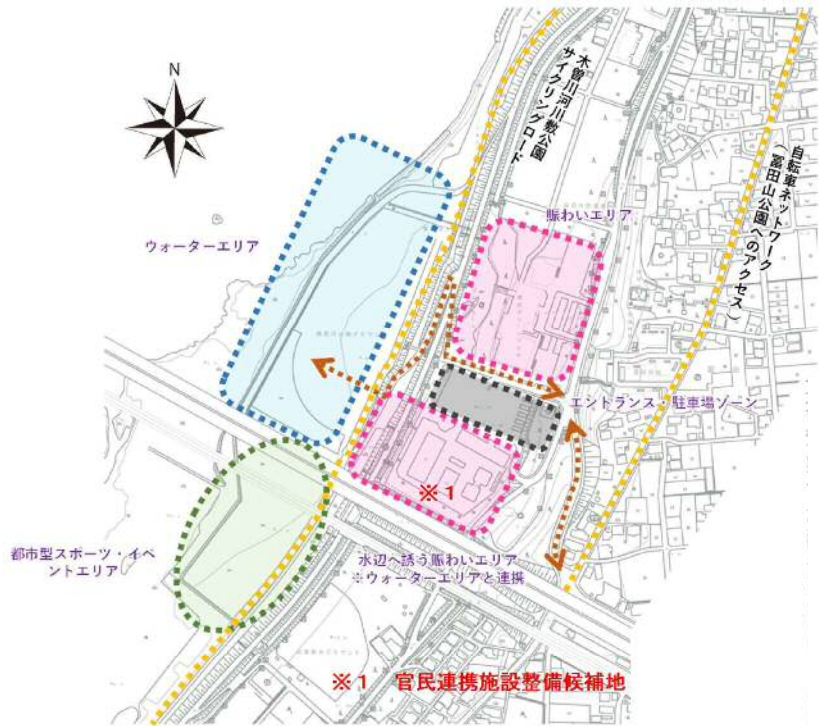 N
木曽川河川敷公園
サイクリングロード
自転車ネットワーク
(冨田山公園へのアクセス)
賑わいエリア
ウォーターエリア
エントランス・駐車場ゾーン
※1
都市型スポーツ・イベ
ントエリア
水辺へ誘う賑わいエリア
※ウォーターエリアと連携
※1 官民連携施設整備候補地